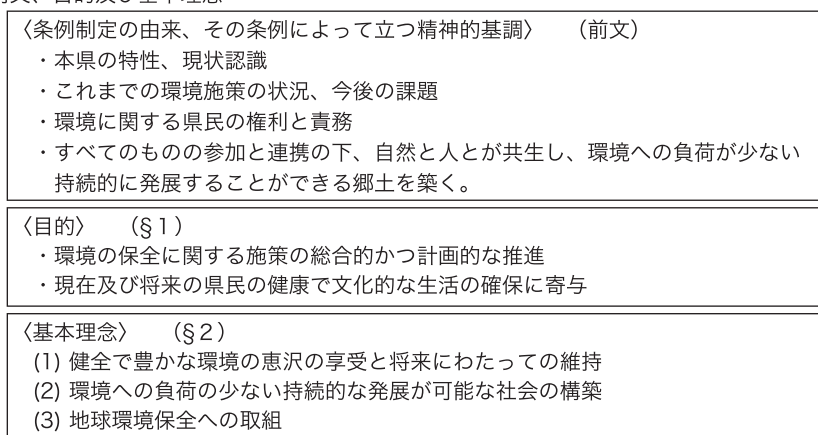 〈条例制定の由来、その条例によって立つ精神的基調〉 （前文）
・本県の特性、現状認識
・これまでの環境施策の状況、今後の課題
・環境に関する県民の権利と責務
・すべてのものの参加と連携の下、自然と人とが共生し、環境への負荷が少ない
持続的に発展することができる郷土を築く。
〈目的〉 （§１）
・環境の保全に関する施策の総合的かつ計画的な推進
・現在及び将来の県民の健康で文化的な生活の確保に寄与
〈基本理念〉 （§２）
(1) 健全で豊かな環境の恵沢の享受と将来にわたっての維持
(2) 環境への負荷の少ない持続的な発展が可能な社会の構築
(3) 地球環境保全への取組